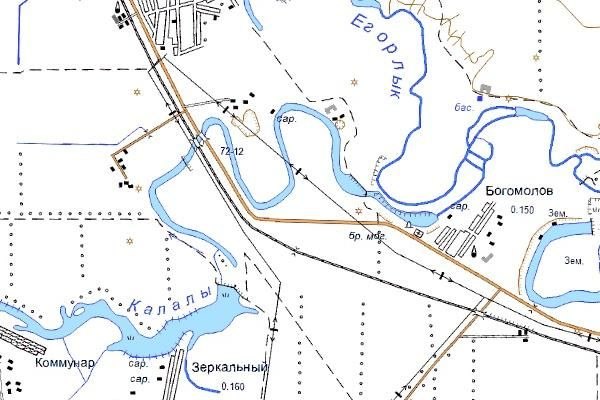 Егорлык
бас.
сар.
72-12
Богомолов
0.150
сар.
Зем.
бр. мог.
Зем.
Калалы
Коммунар
сар.
сар.
Зеркальный
0.160